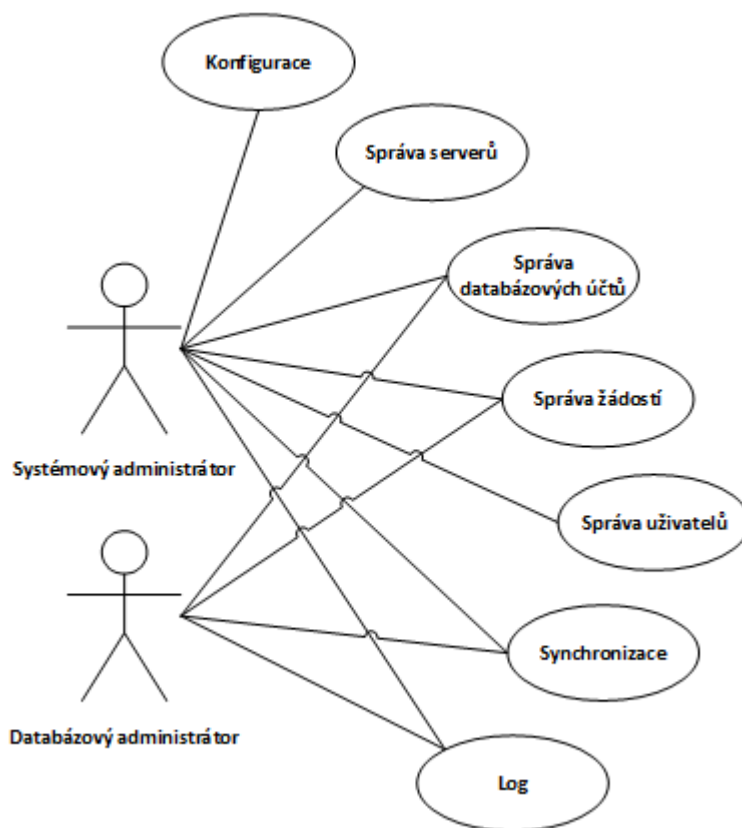 Konfigurace
Správa serverů
Správa
databázových účtů
Správa žádostí
Systémový administrátor
Správa uživatelů
Synchronizace
Databázový administrátor
Log